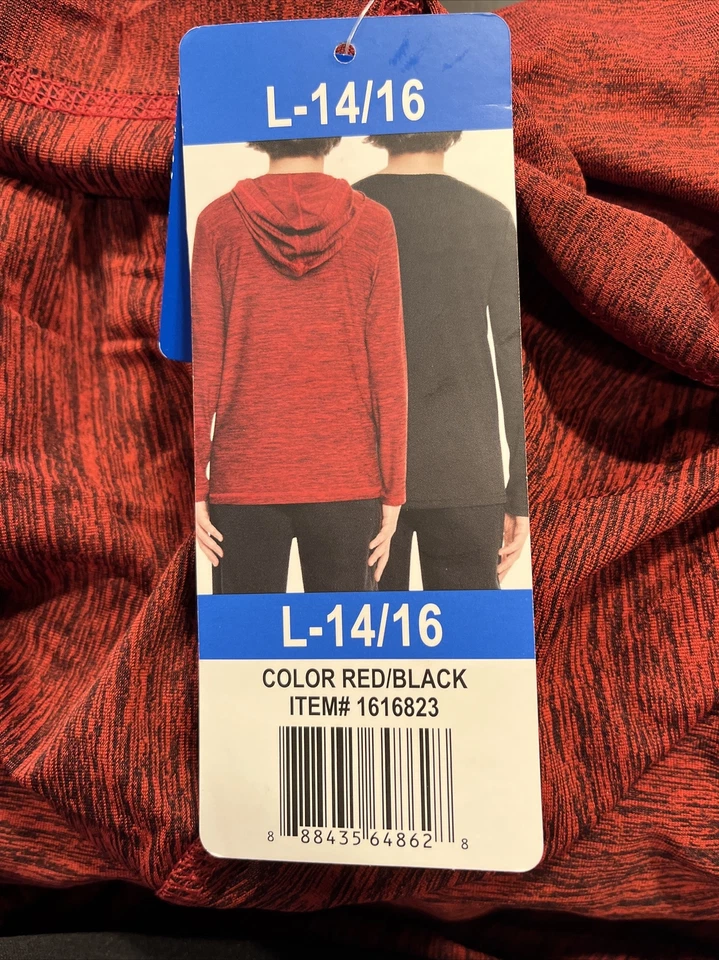 L-14/16
L-14/16
COLOR RED/BLACK
ITEM# 1616823
8 88435 64862 8